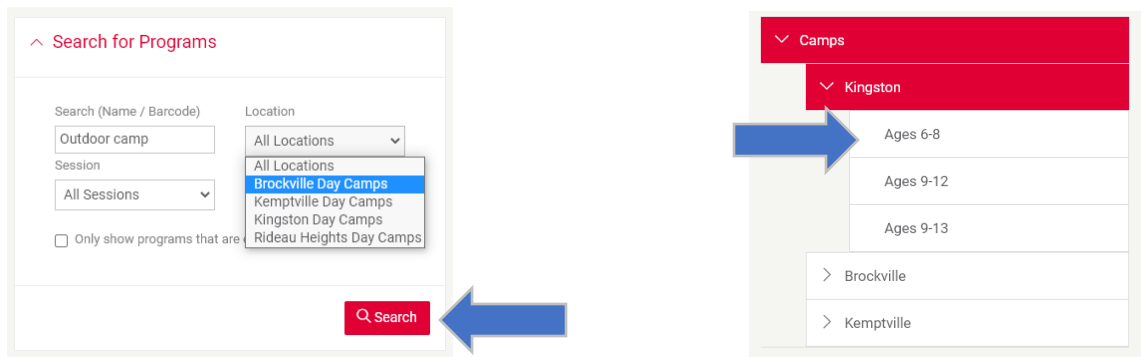 Search for Programs
Search (Name / Barcode) Location
Outdoor camp All Locations
Session
All Locations
All Sessions
Brockville Day Camps
Kemptville Day Camps
Kingston Day Camps
Rideau Heights Day Camps
Only show programs that are
Search
Camps
Kingston
Ages 6-8
Ages 9-12
Ages 9-13
Brockville
Kemptville